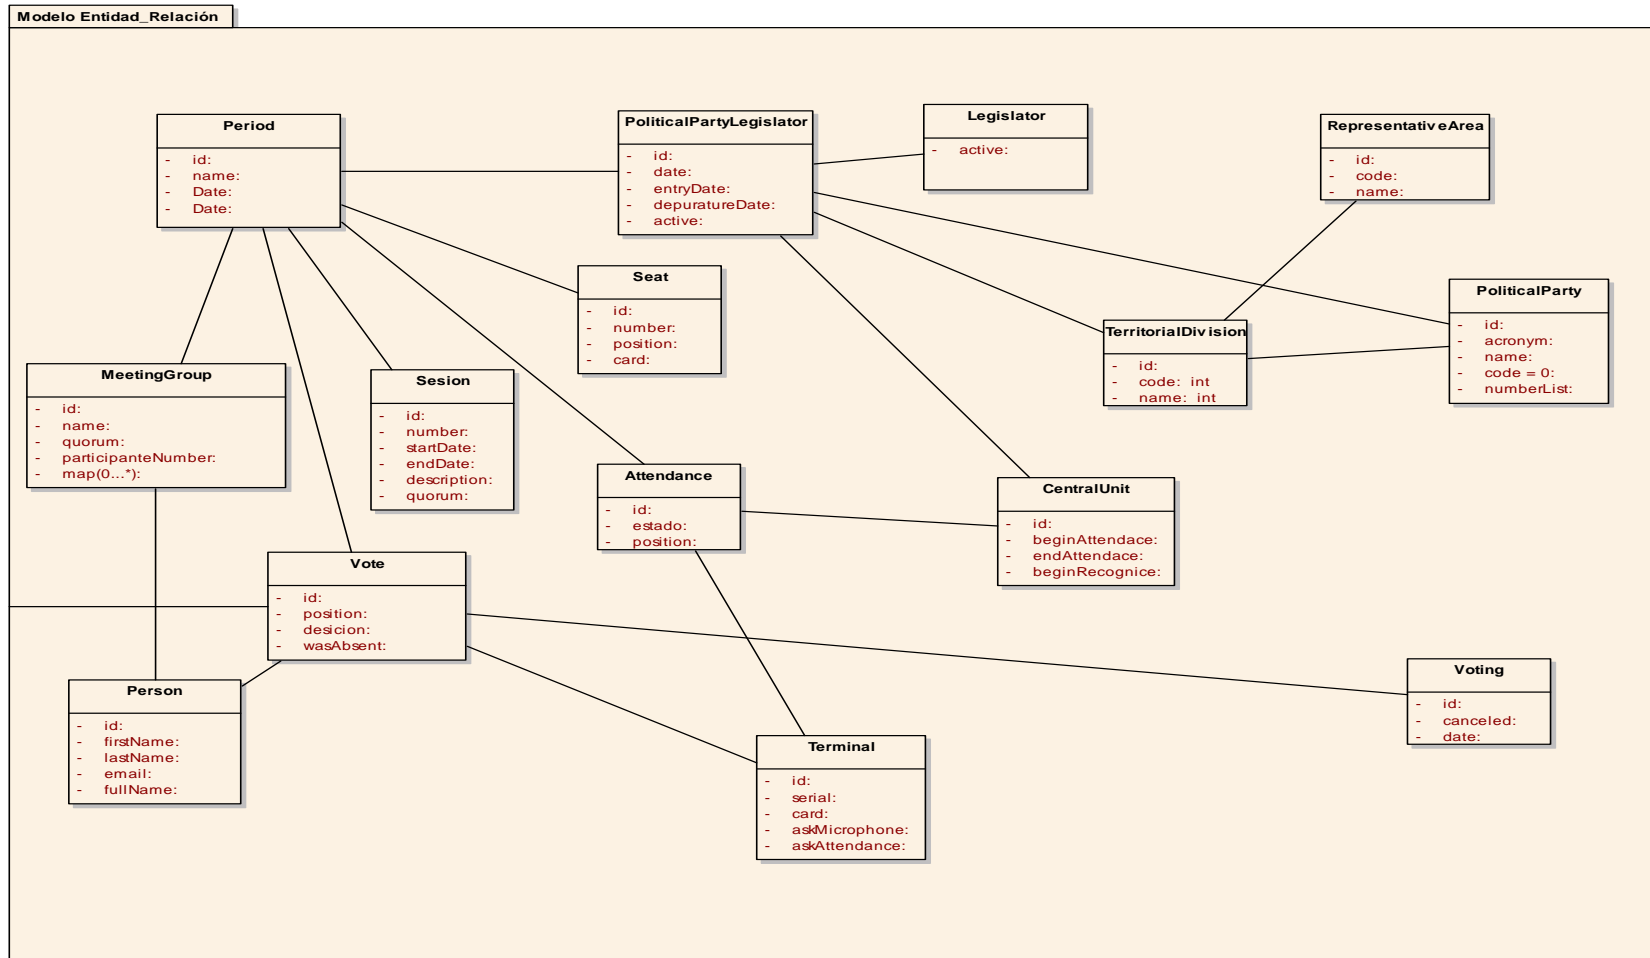 Modelo Entidad_Relación
Period
- id:
- name:
- Date:
- Date:
PoliticalPartyLegislator
- id:
- date:
- entryDate:
- depuratureDate:
- active:
Legislator
- active:
RepresentativeArea
- id:
- code:
- name:
Seat
- id:
- number:
- position:
- card:
PoliticalParty
- id:
- acronym:
- name:
- code = 0:
- numberList:
TerritorialDivision
- id:
- code: int
- name: int
MeetingGroup
- id:
- name:
- quorum:
- participanteNumber:
- map(0...*):
Sesion
- id:
- number:
- startDate:
- endDate:
- description:
- quorum:
Attendance
- id:
- estado:
- position:
CentralUnit
- id:
- beginAttendace:
- endAttendace:
- beginRecognice:
Vote
- id:
- position:
- desicion:
- wasAbsent:
Person
- id:
- firstName:
- lastName:
- email:
- fullName:
Voting
- id:
- canceled:
- date:
Terminal
- id:
- serial:
- card:
- askMicrophone:
- askAttendance: